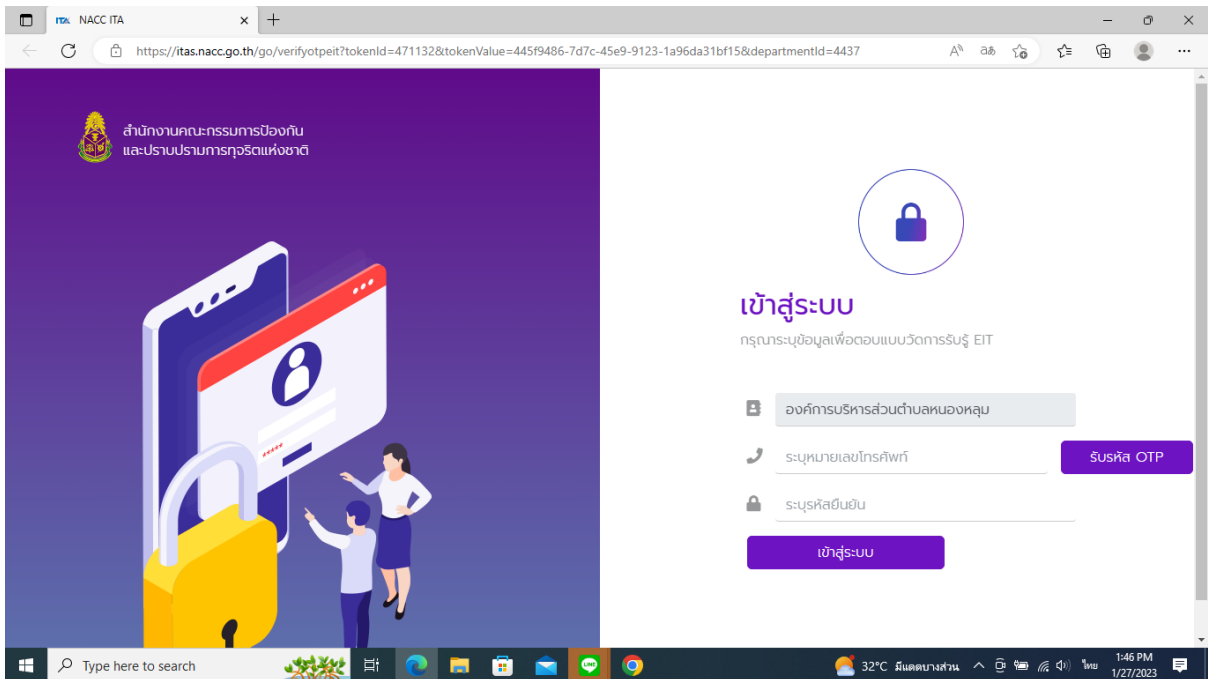 NACC ITA
https://itas.nacc.go.th/go/verifyotpeit?tokenId=471132&tokenValue=445f9486-7d7c-45e9-9123-1a96da31bf15&departmentId=4437
สำนักงานคณะกรรมการป้องกัน
และปราบปรามการทุจริตแห่งชาติ
เข้าสู่ระบบ
กรุณาระบุข้อมูลเพื่อตอบแบบวัดการรับรู้ EIT
องค์การบริหารส่วนตำบลหนองหลุม
ระบุหมายเลขโทรศัพท์
รับรหัส OTP
ระบุรหัสยืนยัน
เข้าสู่ระบบ
*****
Type here to search
32°C มีแดดบางส่วน
ไทย
1:46 PM
1/27/2023